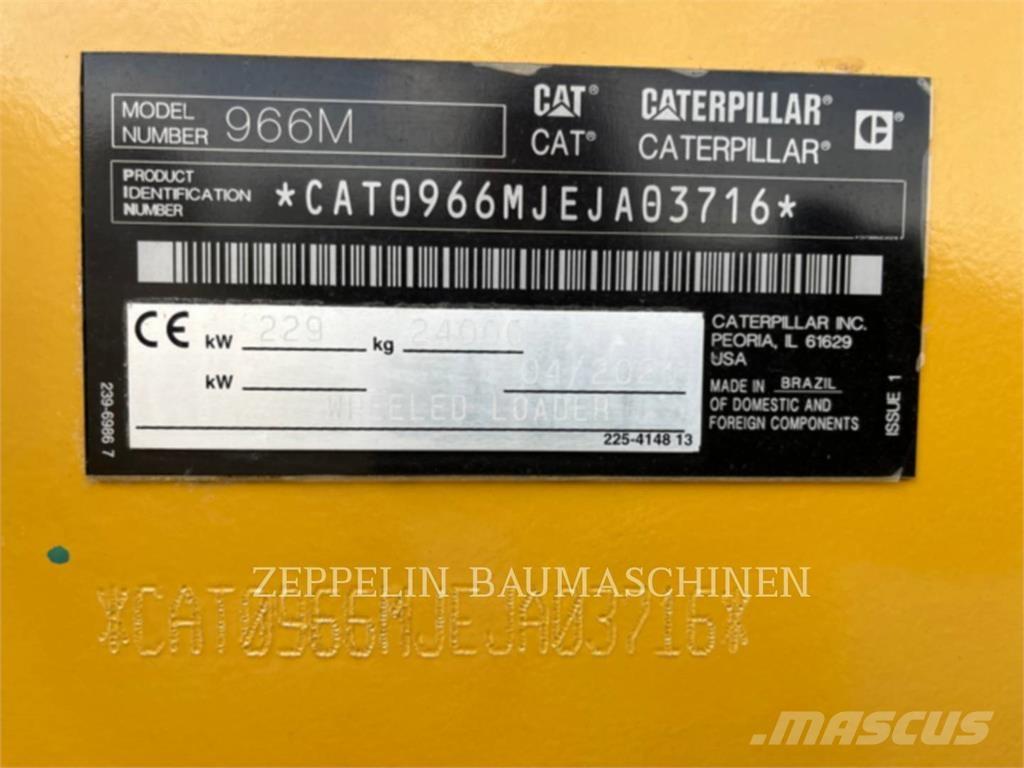 MODEL
NUMBER 966M
CAT® CATERPILLAR®
CAT® CATERPILLAR®
PRODUCT
IDENTIFICATION
NUMBER
*CAT0966MJEJA03716*
CE kW 229 kg 24000
kW
WHEELED LOADER
225-4148 13
239-6986 7
CATERPILLAR INC.
PEORIA, IL 61629
USA
MADE IN BRAZIL
OF DOMESTIC AND
FOREIGN COMPONENTS
ISSUE 1
ZEPPELIN BAUMASCHINEN
*CAT0966MJEJA03716*
MASCUS